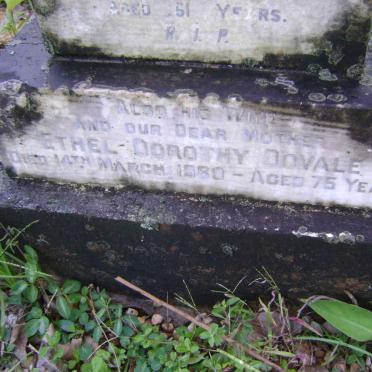 AGED 51 YEARS.
R.I.P.
ALSO HIS WIFE
AND OUR DEAR MOTHER
ETHEL DOROTHY DOVALE
DIED 14TH MARCH 1980 - AGED 75 YEA